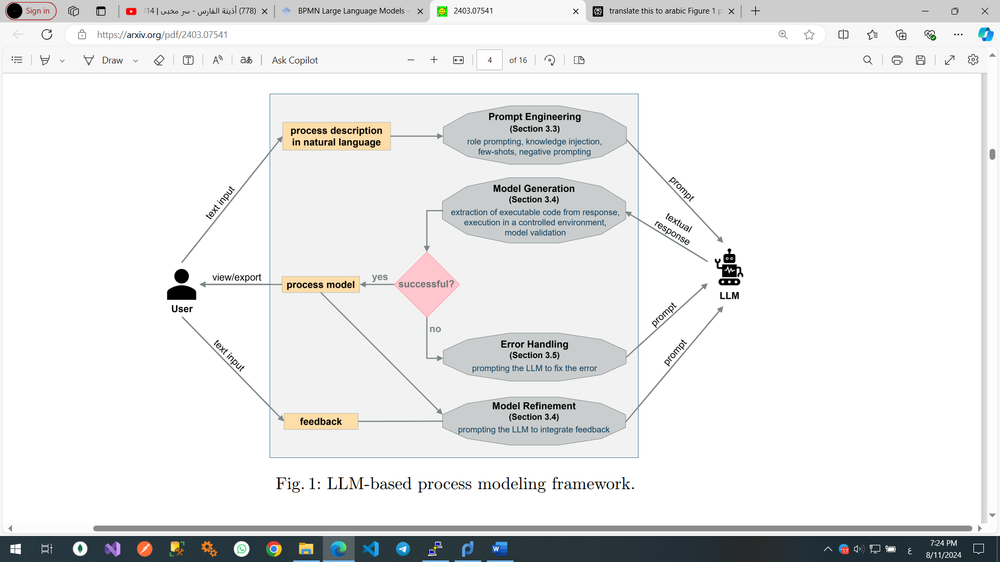 Sign in
(778) أذينة الفارس - سر مخبى | 014
BPMN Large Language Models -
2403.07541
translate this to arabic Figure 1 p
https://arxiv.org/pdf/2403.07541
Draw
aあ
Ask Copilot
4
of 16
Prompt Engineering
(Section 3.3)
role prompting, knowledge injection,
few-shots, negative prompting
process description
in natural language
Model Generation
(Section 3.4)
extraction of executable code from response,
execution in a controlled environment,
model validation
text input
prompt
textual
response
view/export
process model
yes
successful?
User
LLM
no
prompt
Error Handling
(Section 3.5)
prompting the LLM to fix the error
text input
prompt
Model Refinement
(Section 3.4)
prompting the LLM to integrate feedback
feedback
Fig. 1: LLM-based process modeling framework.
17
ع
7:24 PM
8/11/2024